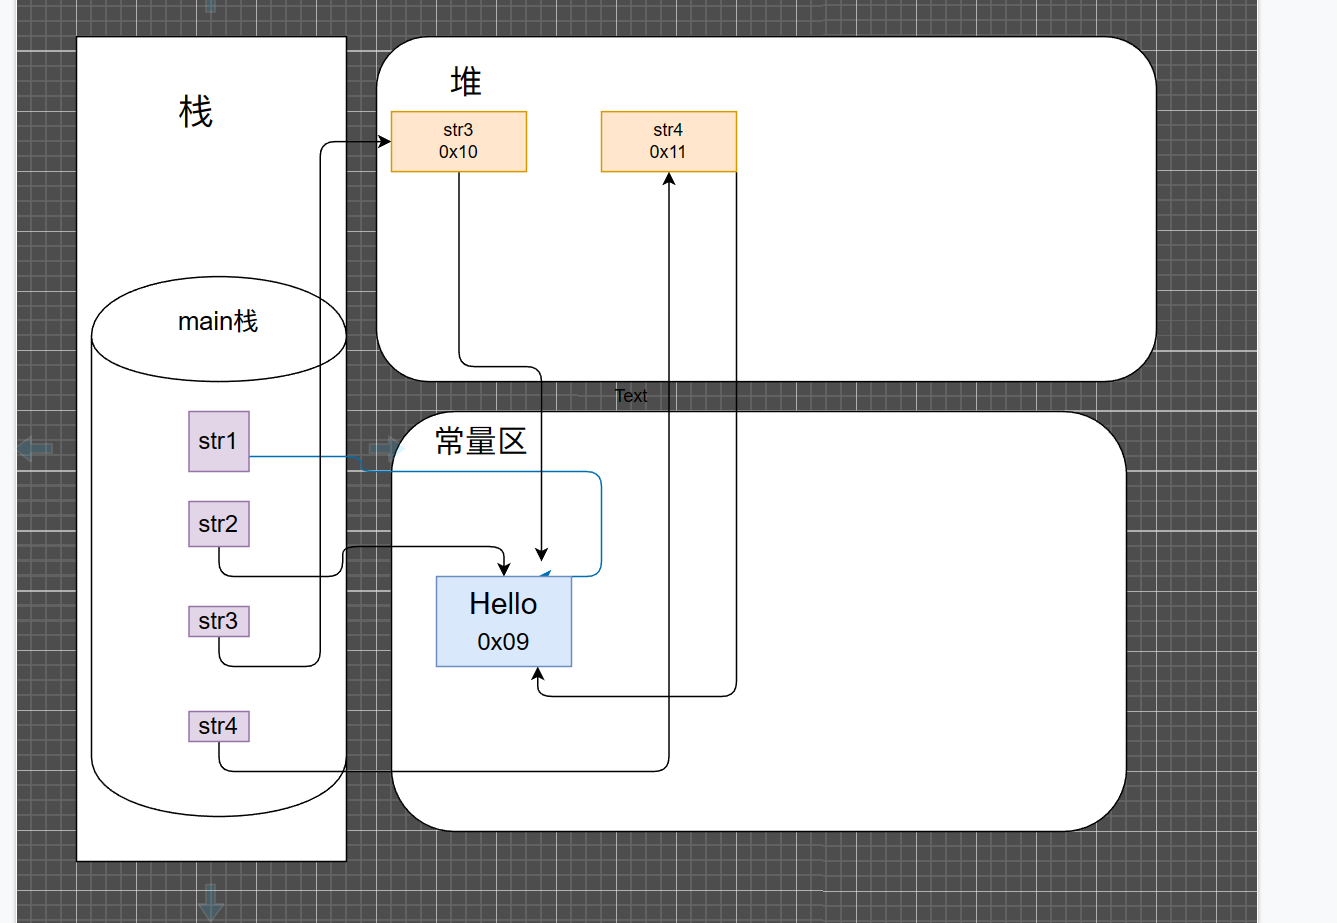 栈
堆
str3
0x10
str4
0x11
main栈
Text
str1
常量区
str2
Hello
0x09
str3
str4